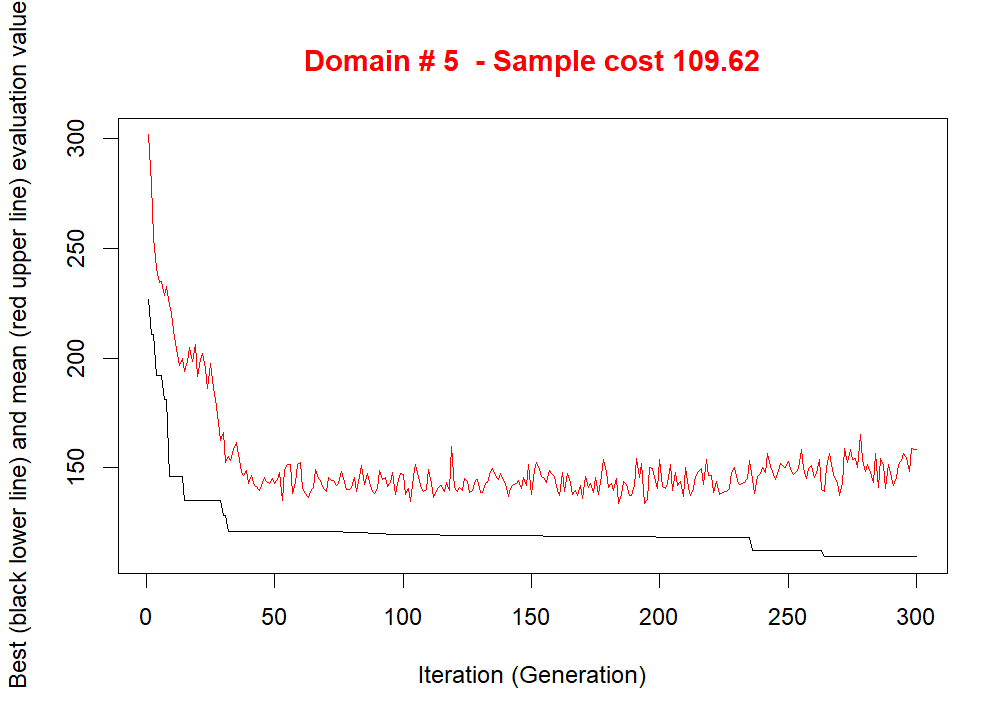 Domain # 5  - Sample cost 109.62
Best (black lower line) and mean (red upper line) evaluation value
300
250
200
150
0 50 100 150 200 250 300
Iteration (Generation)